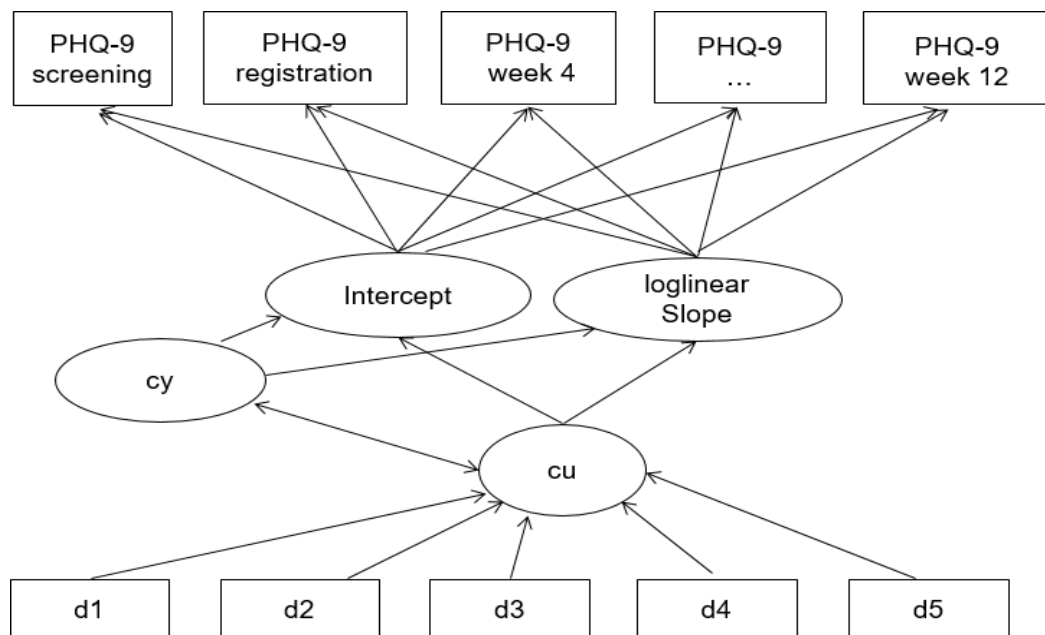 PHQ-9
screening
PHQ-9
registration
PHQ-9
week 4
PHQ-9
...
PHQ-9
week 12
Intercept
loglinear
Slope
cy
cu
d1
d2
d3
d4
d5